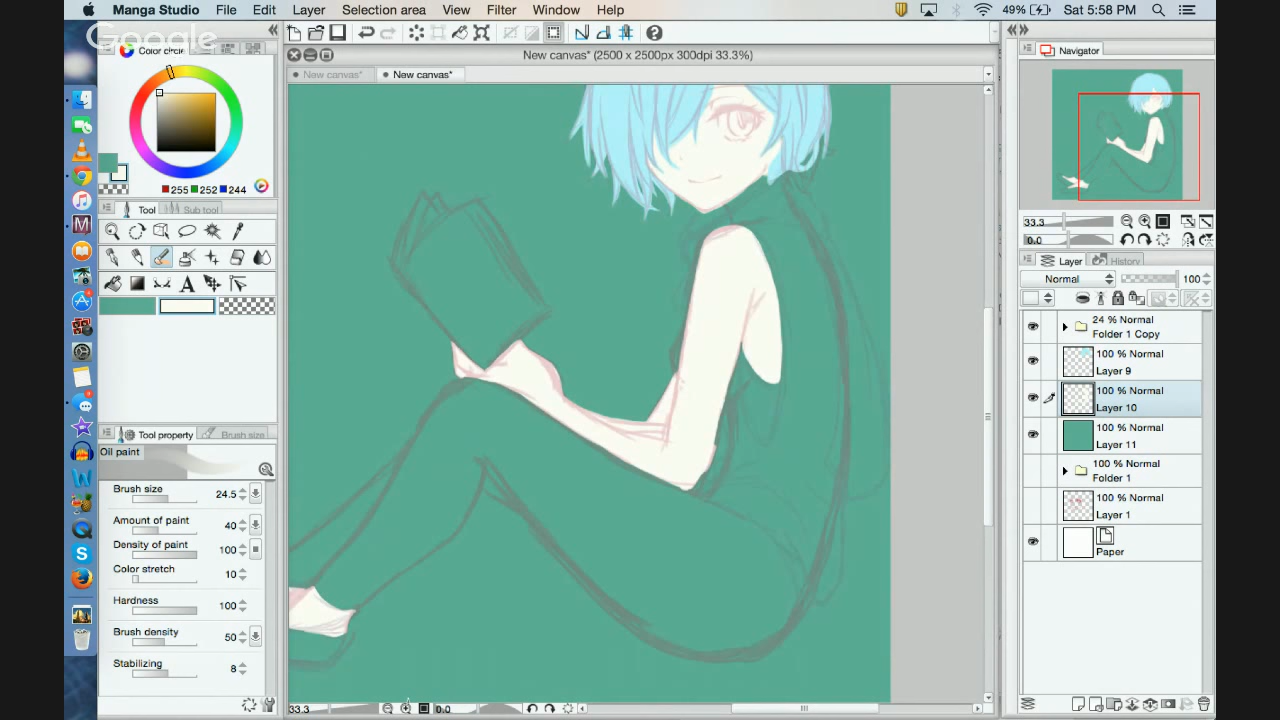 Manga Studio File Edit Layer Selection area View Filter Window Help 49% Sat 5:58 PM
Google
Color circle
New canvas* (2500 x 2500px 300dpi 33.3%)
New canvas* New canvas*
Navigator
255 252 244
Tool Sub tool
33.3
0.0
Layer History
Normal 100
24 % Normal
Folder 1 Copy
100 % Normal
Layer 9
100 % Normal
Layer 10
100 % Normal
Layer 11
100 % Normal
Folder 1
100 % Normal
Layer 1
Paper
Tool property Brush size
Oil paint
Brush size 24.5
Amount of paint 40
Density of paint 100
Color stretch 10
Hardness 100
Brush density 50
Stabilizing 8
33.3 0.0